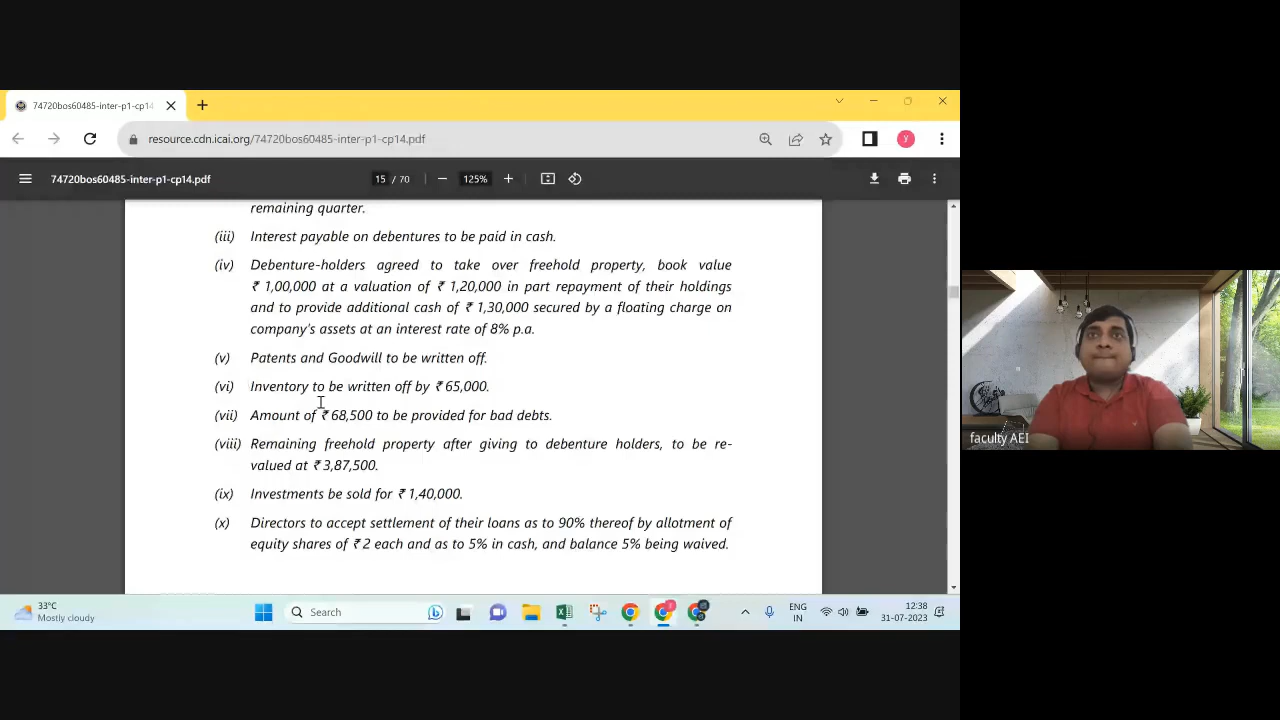 74720bos60485-inter-p1-cp14
resource.cdn.icai.org/74720bos60485-inter-p1-cp14.pdf
y
74720bos60485-inter-p1-cp14.pdf
15 / 70
125%
remaining quarter.
(iii) Interest payable on debentures to be paid in cash.
(iv) Debenture-holders agreed to take over freehold property, book value
₹ 1,00,000 at a valuation of ₹ 1,20,000 in part repayment of their holdings
and to provide additional cash of ₹ 1,30,000 secured by a floating charge on
company's assets at an interest rate of 8% p.a.
(v) Patents and Goodwill to be written off.
(vi) Inventory to be written off by ₹ 65,000.
(vii) Amount of ₹ 68,500 to be provided for bad debts.
(viii) Remaining freehold property after giving to debenture holders, to be re-
valued at ₹ 3,87,500.
(ix) Investments be sold for ₹ 1,40,000.
(x) Directors to accept settlement of their loans as to 90% thereof by allotment of
equity shares of ₹ 2 each and as to 5% in cash, and balance 5% being waived.
faculty AEI
33°C
Mostly cloudy
Search
ENG
IN
12:38
31-07-2023